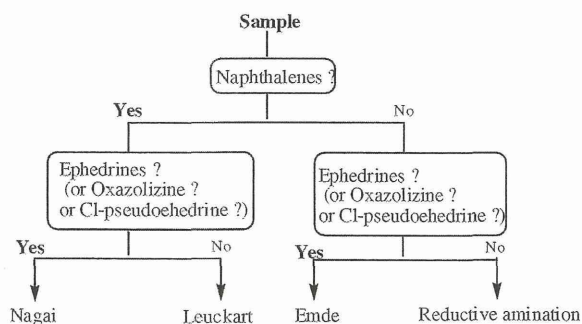 Sample
Naphthalenes ?
Yes
No
Ephedrines ?
(or Oxazolizine ?
or Cl-pseudoehedrine ?)
Ephedrines ?
(or Oxazolizine ?
or Cl-pseudoehedrine ?)
Yes
No
Yes
No
Nagai
Leuckart
Emde
Reductive amination